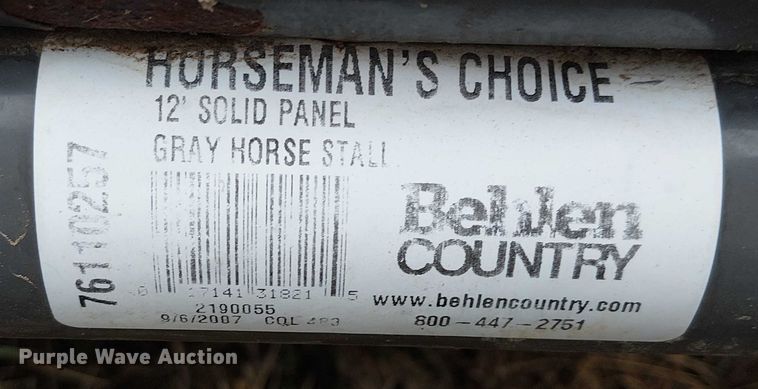 HORSEMAN'S CHOICE
12' SOLID PANEL
GRAY HORSE STALL
76110257
Behlen
COUNTRY
17141 31821 5
2190055
9/6/2007
www.behlencountry.com
800-447-2751
Purple Wave Auction